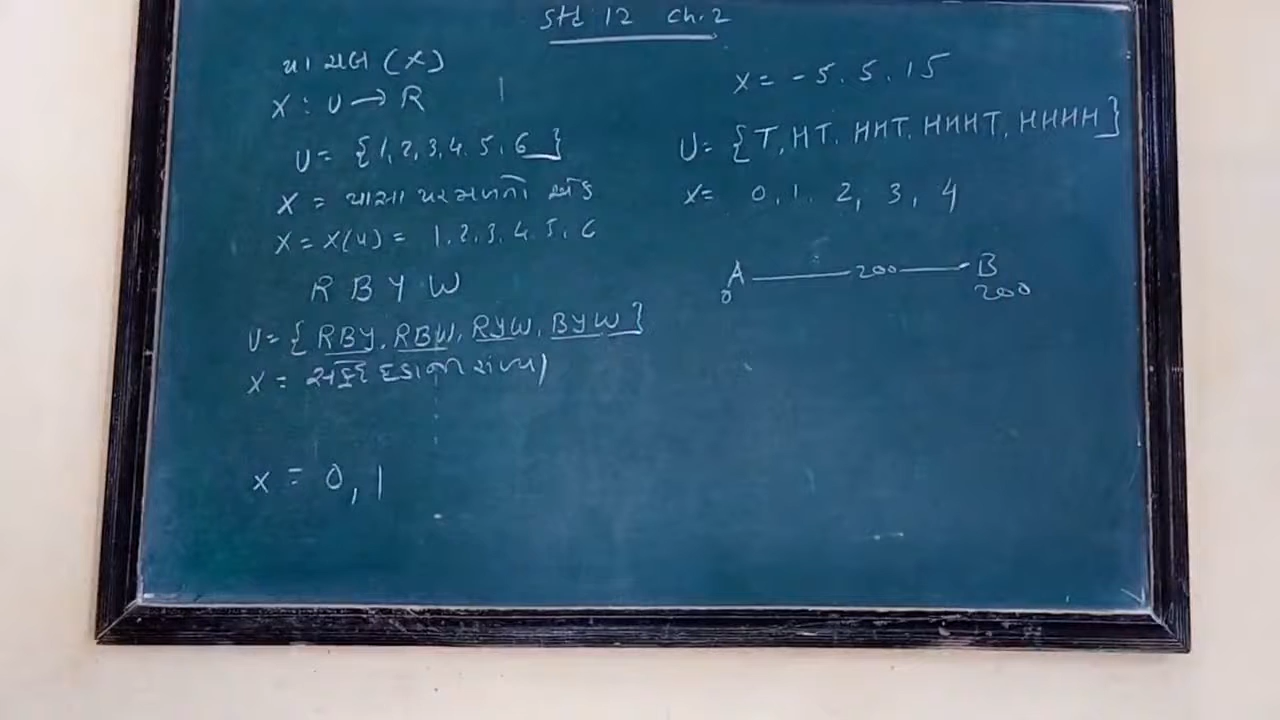 Std 12 Ch.2
યા ચલ (X)
X : U → R
U = {1, 2, 3, 4, 5, 6}
X = પાસા પર મળતો અંક
X = X(u) = 1, 2, 3, 4, 5, 6
R B Y W
U = {RBY, RBW, RYW, BYW}
X = સફેદ દડાની સંખ્યા
X = 0, 1
X = -5, 5, 15
U = {T, HT, HHT, HHHT, HHHH}
X = 0, 1, 2, 3, 4
A — 200 — B
0 200